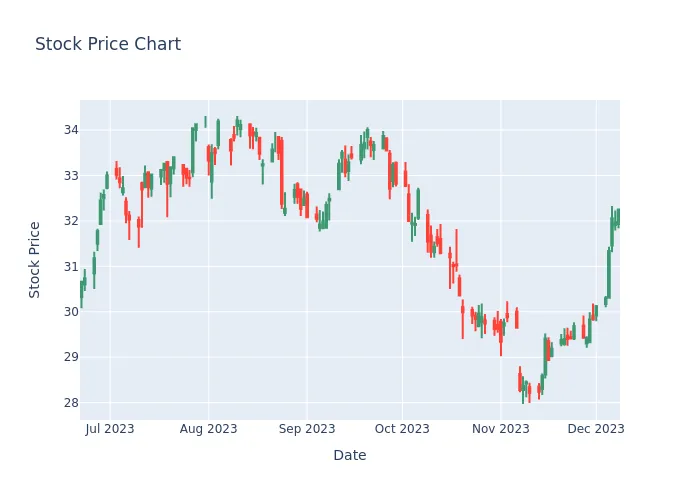 Stock Price Chart
Stock Price
34
33
32
31
30
29
28
Jul 2023
Aug 2023
Sep 2023
Oct 2023
Nov 2023
Dec 2023
Date